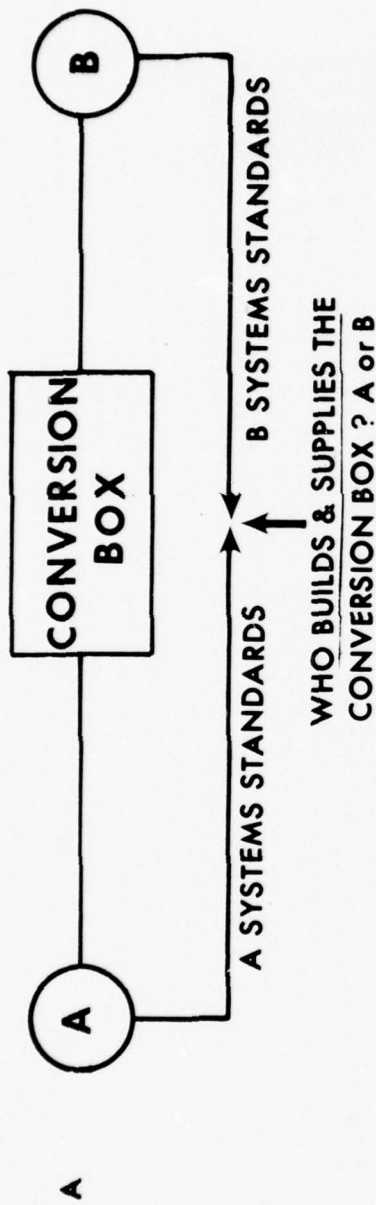 A
A
CONVERSION
BOX
B
A SYSTEMS STANDARDS
B SYSTEMS STANDARDS
WHO BUILDS & SUPPLIES THE
CONVERSION BOX ? A or B